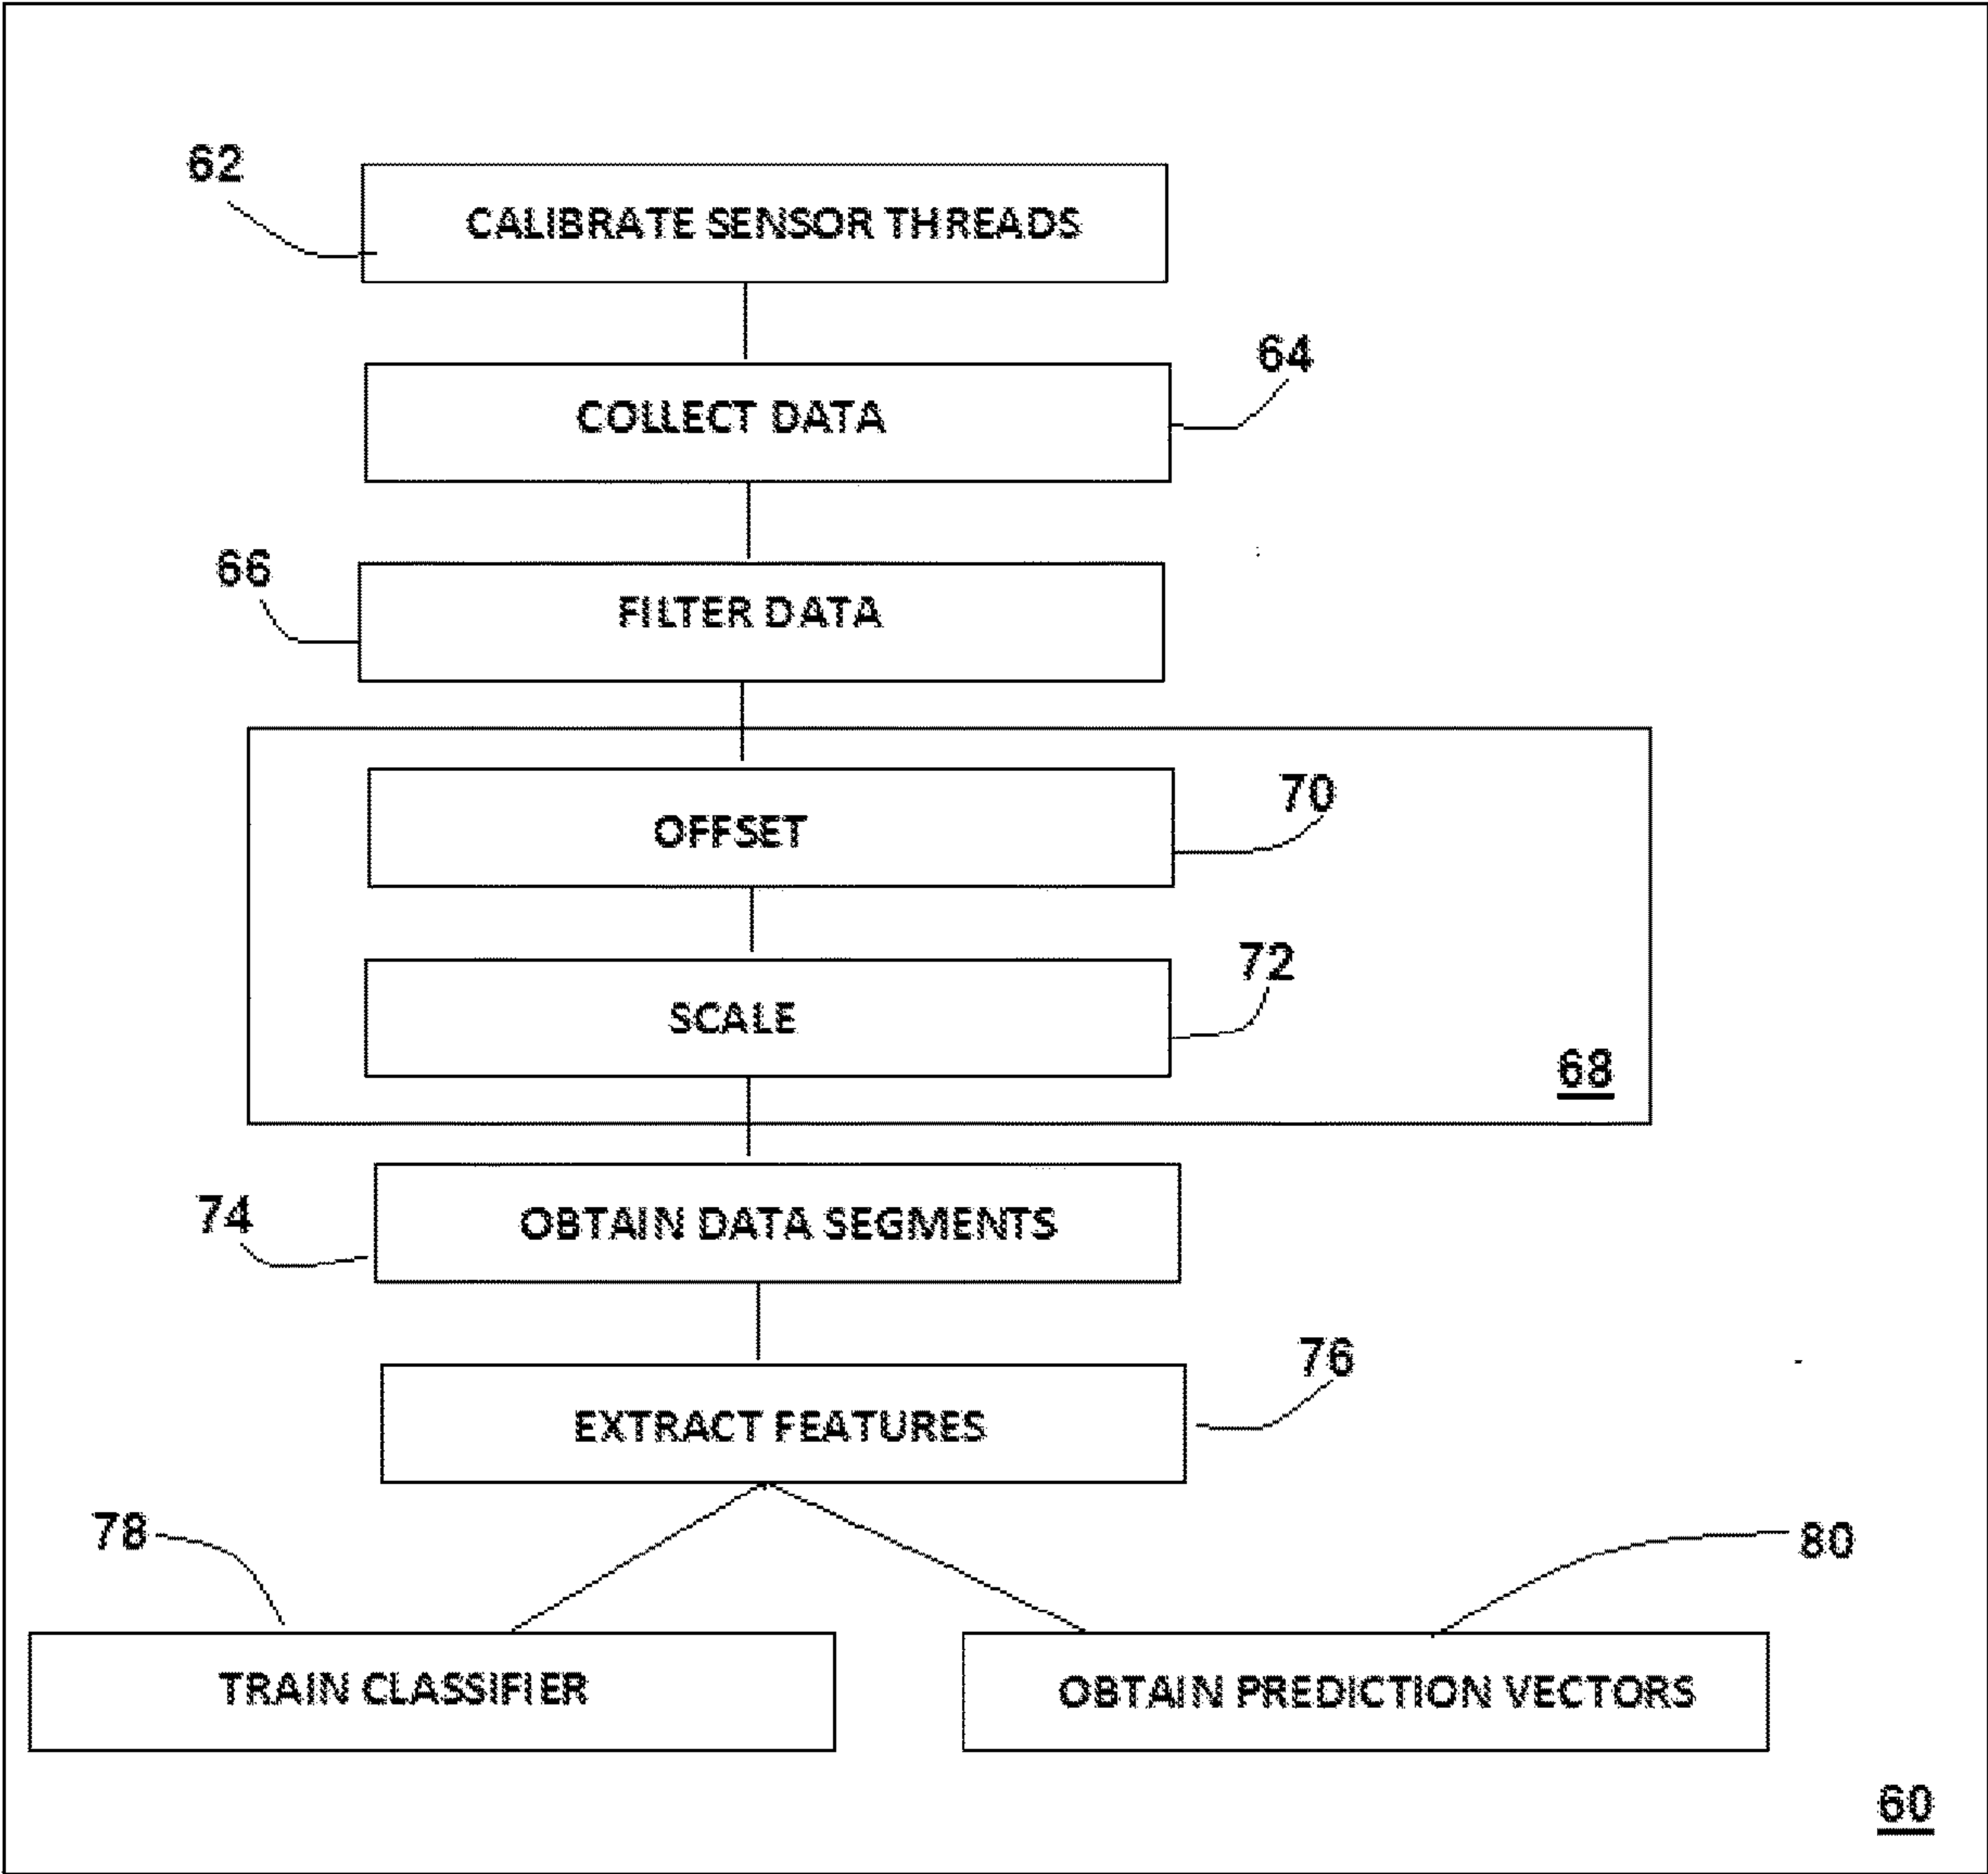 62
CALIBRATE SENSOR THREADS
64
COLLECT DATA
66
FILTER DATA
70
OFFSET
72
SCALE
68
74
OBTAIN DATA SEGMENTS
76
EXTRACT FEATURES
78
80
TRAIN CLASSIFIER
OBTAIN PREDICTION VECTORS
60